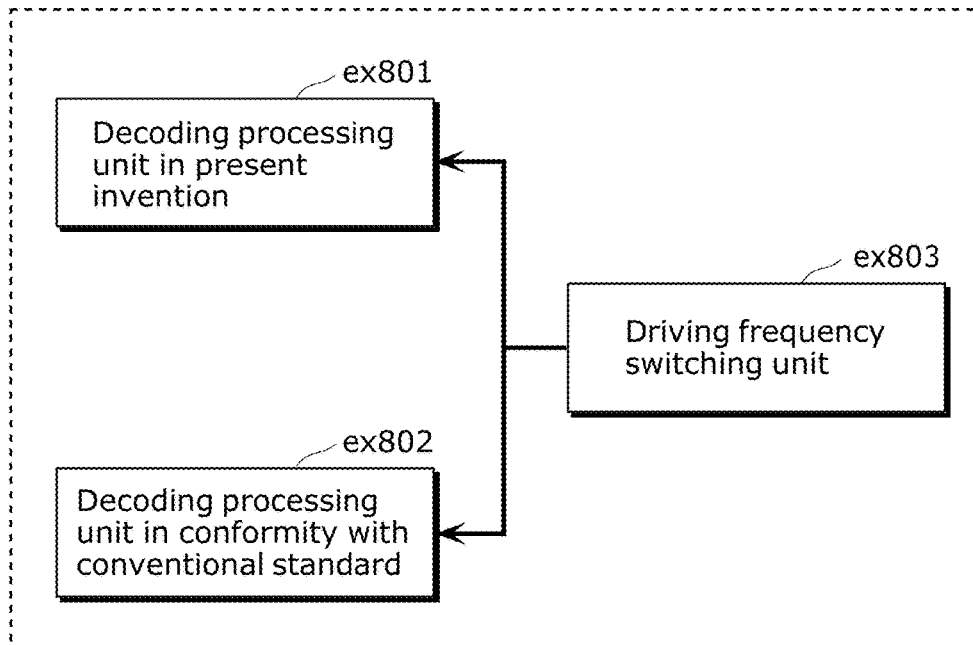 ex801
Decoding processing
unit in present
invention
ex803
Driving frequency
switching unit
ex802
Decoding processing
unit in conformity with
conventional standard